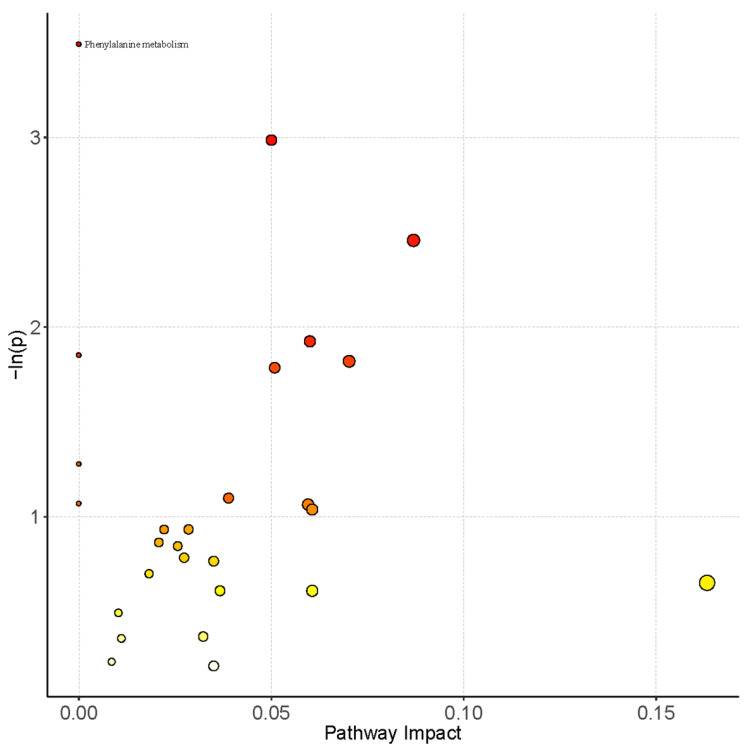 Phenylalanine metabolism
3
2
1
−ln(p)
0.00 0.05 0.10 0.15
Pathway Impact